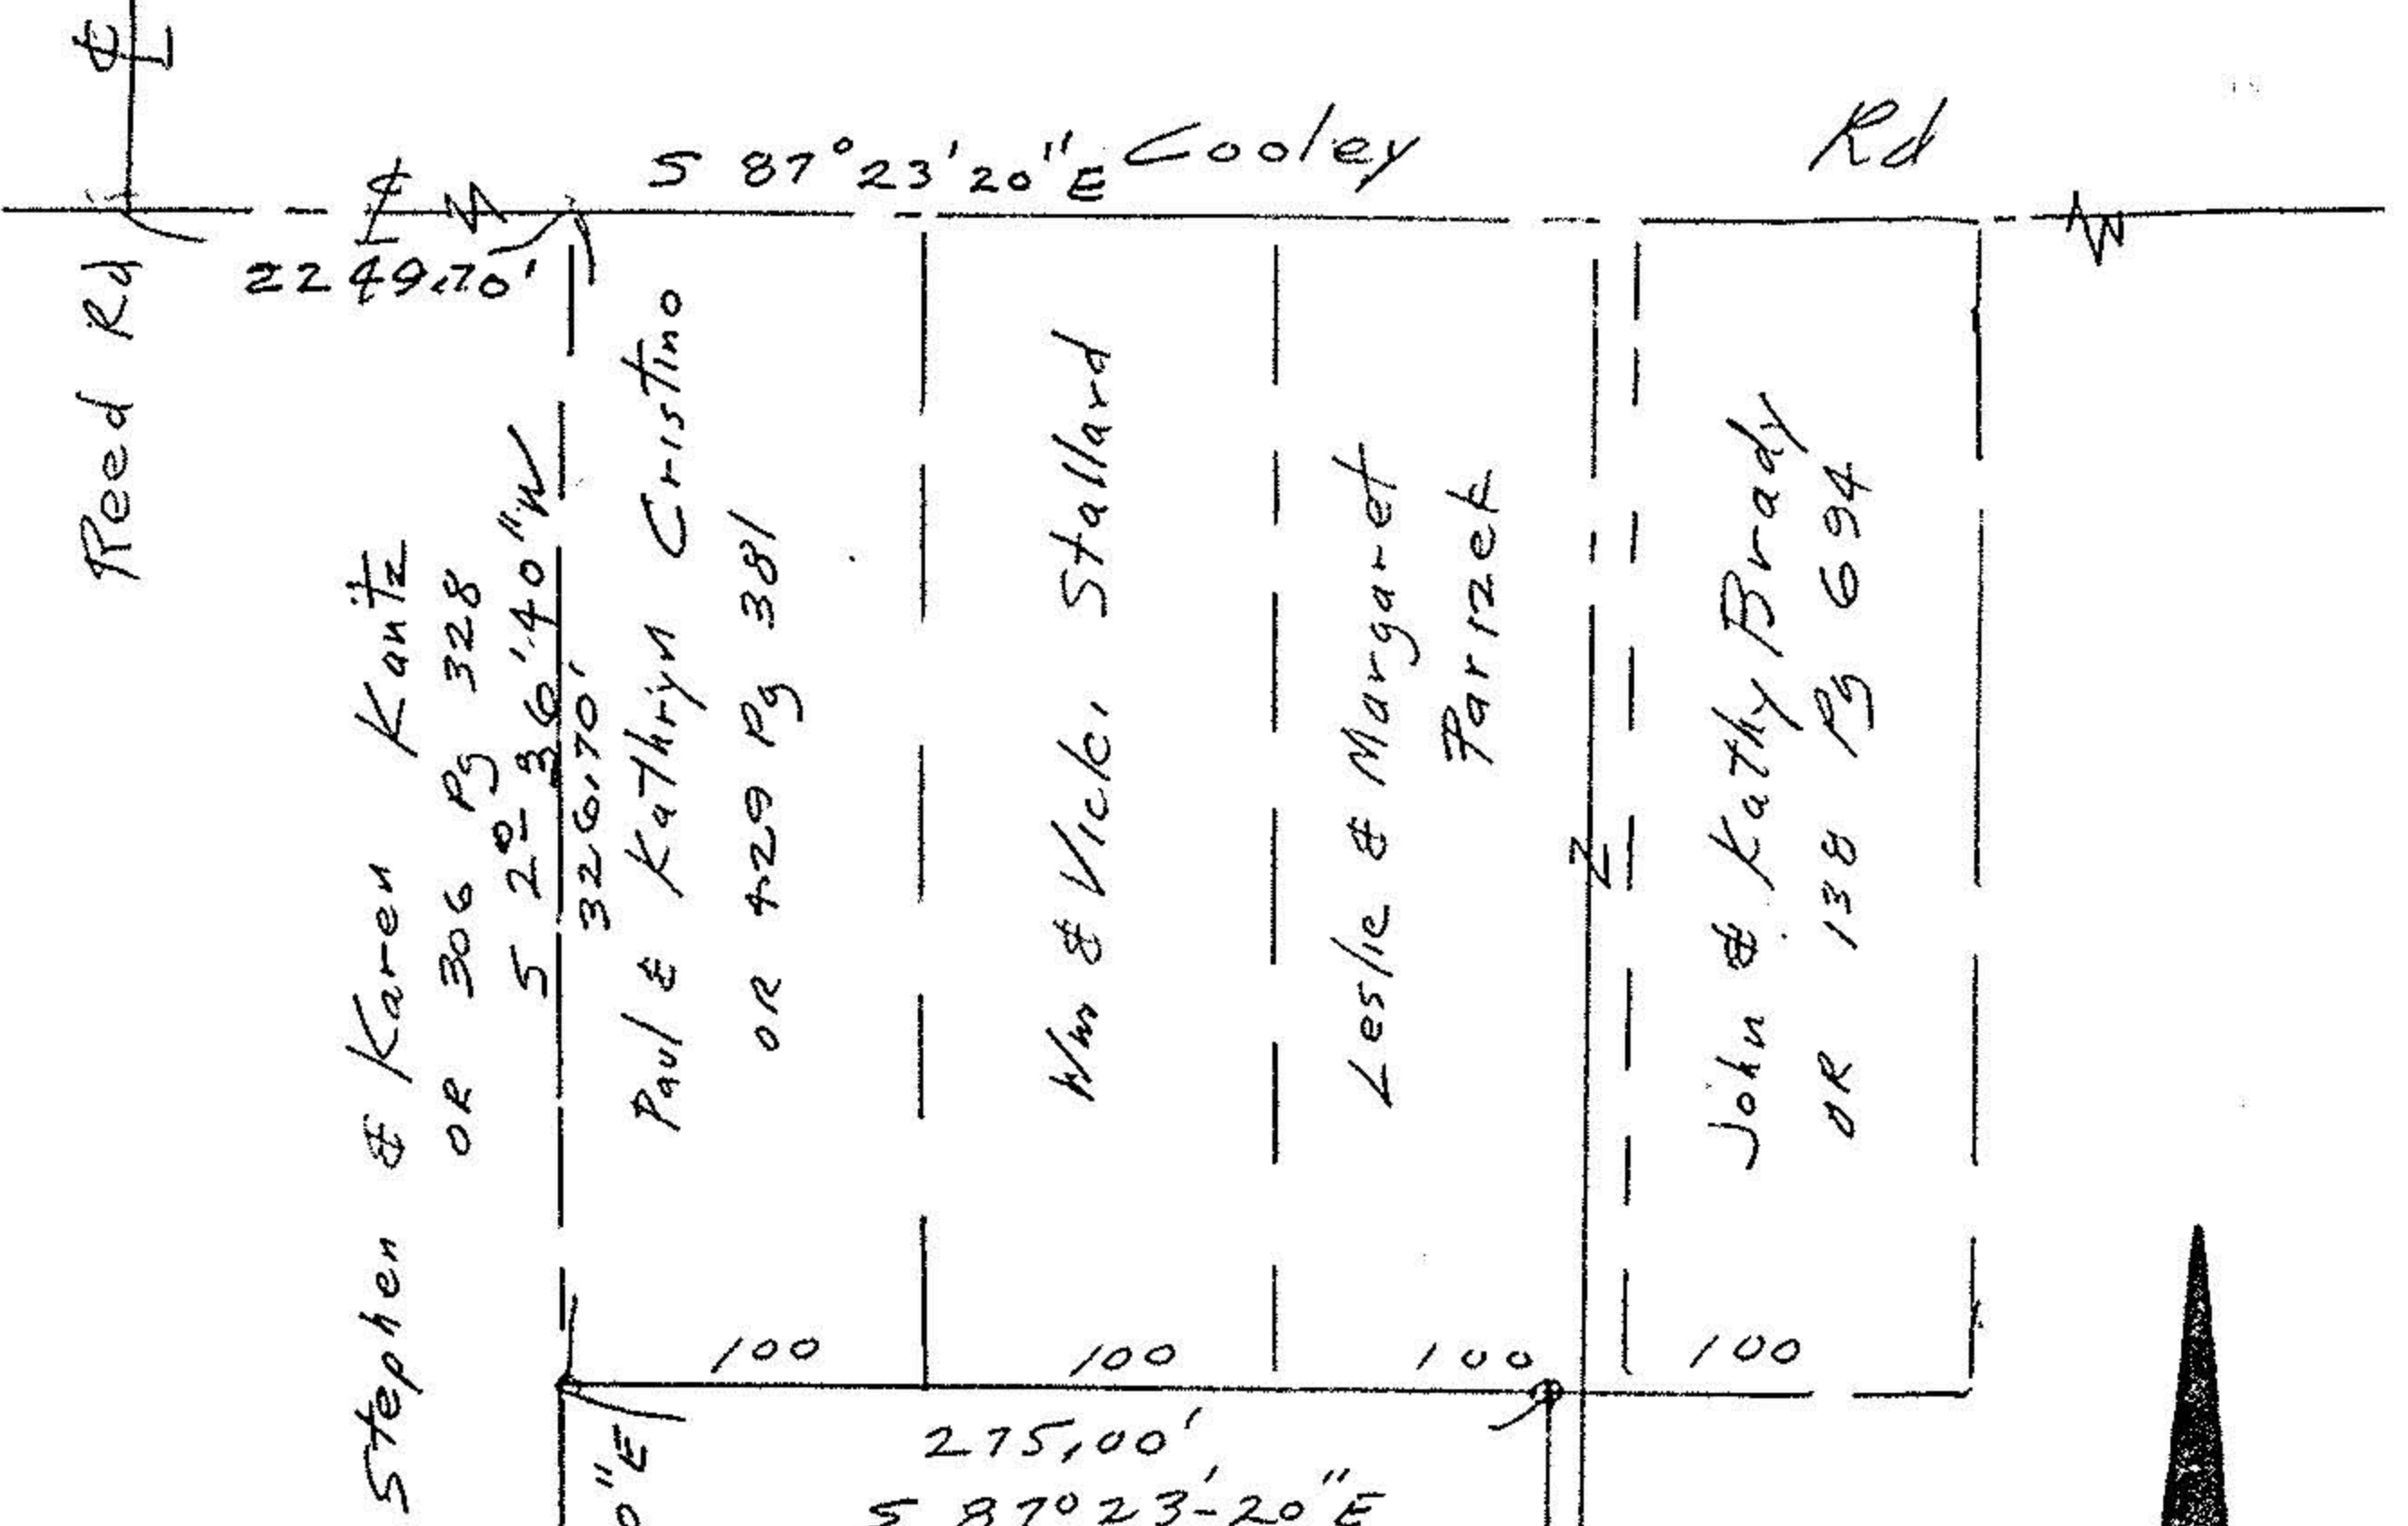 S 87°23'20"E Cooley Rd
2249.70'
Reed Rd
Stephen & Karen Kantz
OR 306 Pg 328
S 2° 36' 40" W
326.70'
Paul & Kathryn Cristino
OR 429 Pg 381
Wm & Vicki Stallard
Leslie & Margaret
Parizek
John & Kathy Brady
OR 138 Pg 694
100
100
100
100
275.00'
S 87°23'-20"E
0"E